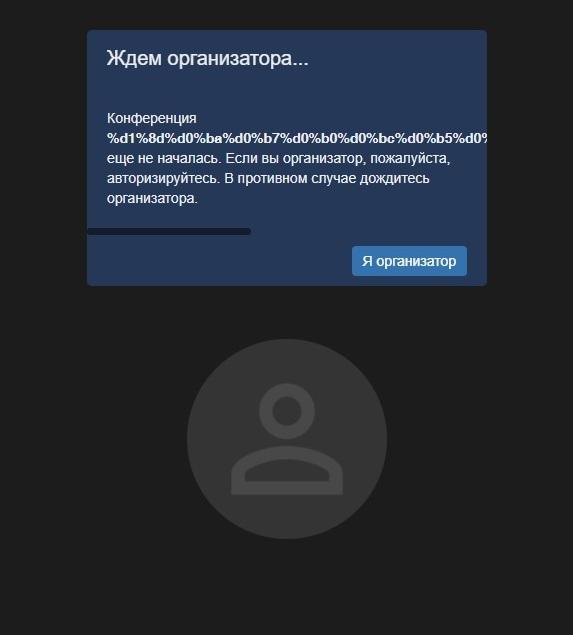 Ждем организатора...
Конференция
%d1%8d%d0%ba%d0%b7%d0%b0%d0%bc%d0%b5%d0%
еще не началась. Если вы организатор, пожалуйста,
авторизируйтесь. В противном случае дождитесь
организатора.
Я организатор